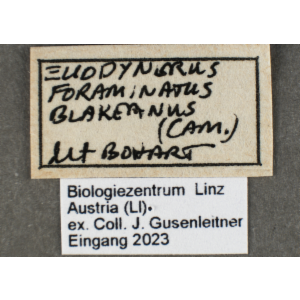 EUODYNERUS
FORAMINATUS
BLAKEANUS
(CAM.)
det BOHART
Biologiezentrum Linz
Austria (LI).
ex. Coll. J. Gusenleitner
Eingang 2023